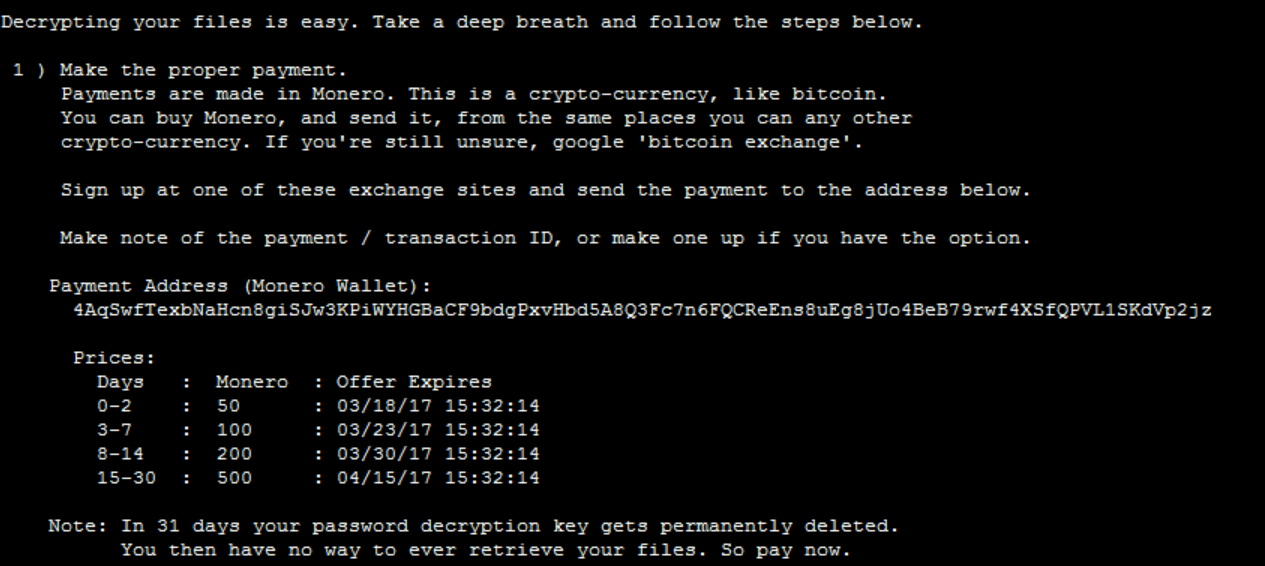 Decrypting your files is easy. Take a deep breath and follow the steps below.
1 ) Make the proper payment.
Payments are made in Monero. This is a crypto-currency, like bitcoin.
You can buy Monero, and send it, from the same places you can any other
crypto-currency. If you're still unsure, google 'bitcoin exchange'.
Sign up at one of these exchange sites and send the payment to the address below.
Make note of the payment / transaction ID, or make one up if you have the option.
Payment Address (Monero Wallet):
4AqSwfTexbNaHcn8giSJw3KPiWYHGBaCF9bdgPxvHbd5A8Q3Fc7n6FQCReEns8uEg8jUo4BeB79rwf4XSfQPVL1SKdVp2jz
Prices:
Days : Monero : Offer Expires
0-2 : 50 : 03/18/17 15:32:14
3-7 : 100 : 03/23/17 15:32:14
8-14 : 200 : 03/30/17 15:32:14
15-30 : 500 : 04/15/17 15:32:14
Note: In 31 days your password decryption key gets permanently deleted.
You then have no way to ever retrieve your files. So pay now.